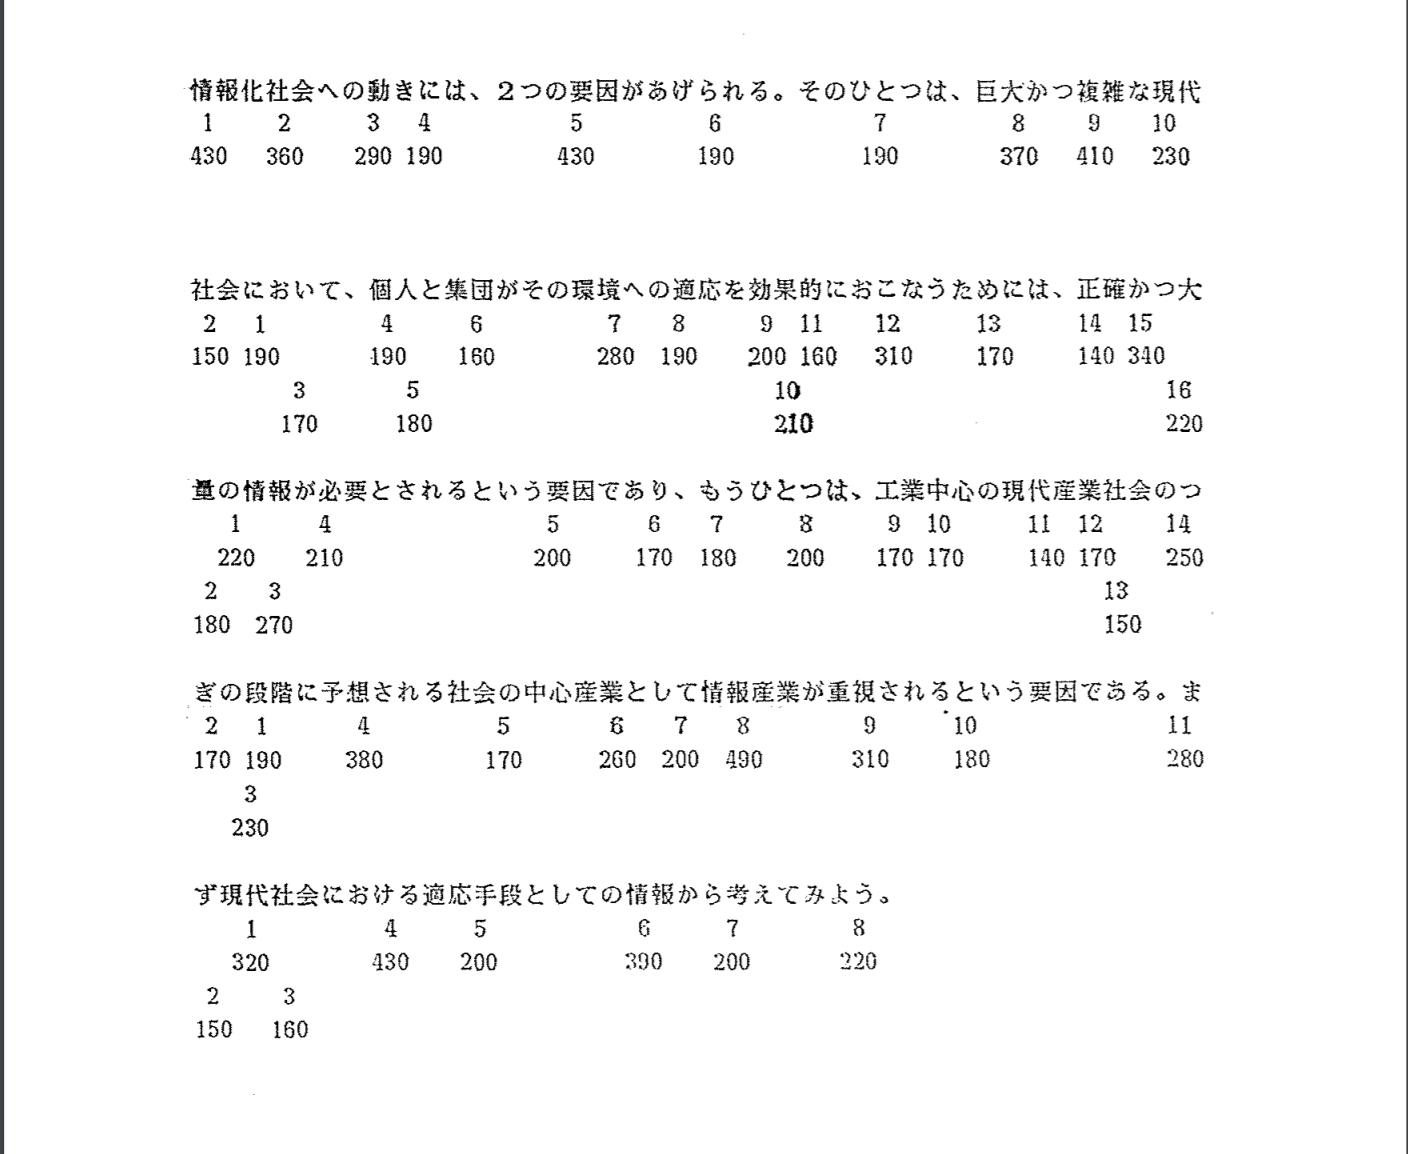 情報化社会への動きには、２つの要因があげられる。そのひとつは、巨大かつ複雑な現代
1 2 3 4 5 6 7 8 9 10
430 360 290 190 430 190 190 370 410 230
社会において、個人と集団がその環境への適応を効果的におこなうためには、正確かつ大
2 1 4 6 7 8 9 11 12 13 14 15
150 190 190 160 280 190 200 160 310 170 140 340
3 5 10 16
170 180 210 220
量の情報が必要とされるという要因であり、もうひとつは、工業中心の現代産業社会のつ
1 4 5 6 7 8 9 10 11 12 14
220 210 200 170 180 200 170 170 140 170 250
2 3 13
180 270 150
ぎの段階に予想される社会の中心産業として情報産業が重視されるという要因である。ま
2 1 4 5 6 7 8 9 10 11
170 190 380 170 260 200 490 310 180 280
3
230
ず現代社会における適応手段としての情報から考えてみよう。
1 4 5 6 7 8
320 430 200 390 200 220
2 3
150 160